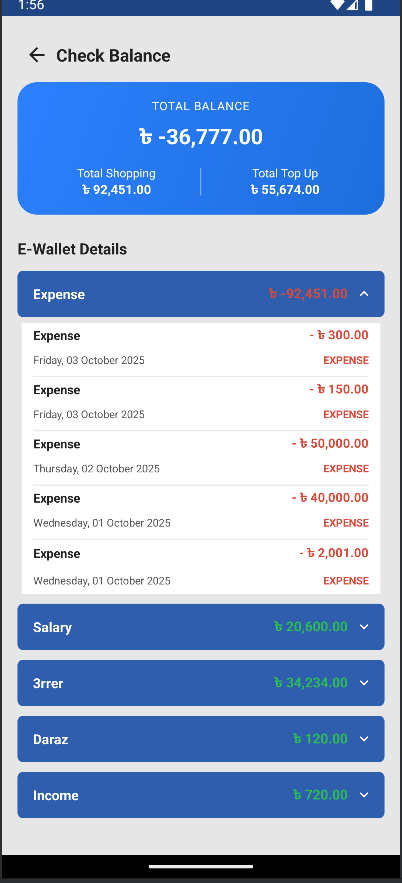 1:56
Check Balance
TOTAL BALANCE
৳ -36,777.00
Total Shopping
৳ 92,451.00
Total Top Up
৳ 55,674.00
E-Wallet Details
Expense ৳ -92,451.00
Expense - ৳ 300.00
Friday, 03 October 2025 EXPENSE
Expense - ৳ 150.00
Friday, 03 October 2025 EXPENSE
Expense - ৳ 50,000.00
Thursday, 02 October 2025 EXPENSE
Expense - ৳ 40,000.00
Wednesday, 01 October 2025 EXPENSE
Expense - ৳ 2,001.00
Wednesday, 01 October 2025 EXPENSE
Salary ৳ 20,600.00
3rrer ৳ 34,234.00
Daraz ৳ 120.00
Income ৳ 720.00